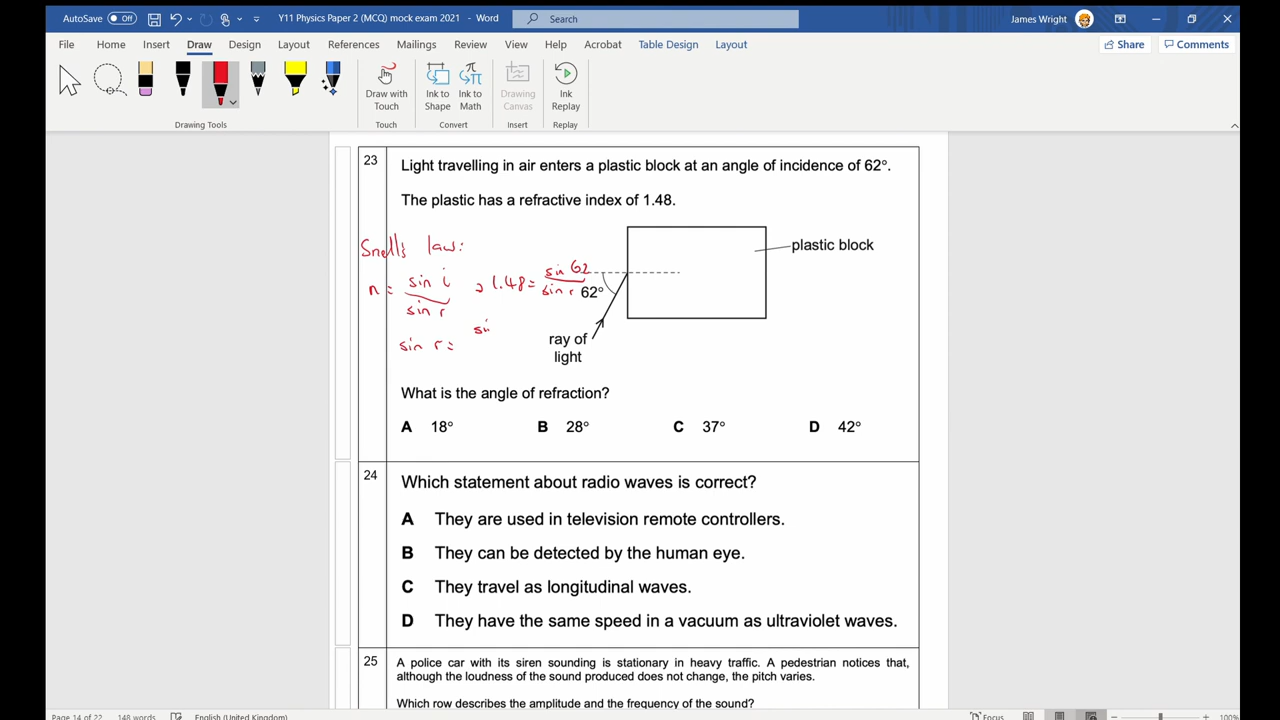 AutoSave Off Y11 Physics Paper 2 (MCQ) mock exam 2021 - Word Search James Wright
File Home Insert Draw Design Layout References Mailings Review View Help Acrobat Table Design Layout Share Comments
Draw with Touch Ink to Shape Ink to Math Drawing Canvas Ink Replay
Drawing Tools Touch Convert Insert Replay
23 Light travelling in air enters a plastic block at an angle of incidence of 62°.
The plastic has a refractive index of 1.48.
plastic block
Snell's law:
n = sin i / sin r , 1.48 = sin 62 / sin r
62°
sin r = sin
ray of
light
What is the angle of refraction?
A 18° B 28° C 37° D 42°
24 Which statement about radio waves is correct?
A They are used in television remote controllers.
B They can be detected by the human eye.
C They travel as longitudinal waves.
D They have the same speed in a vacuum as ultraviolet waves.
25 A police car with its siren sounding is stationary in heavy traffic. A pedestrian notices that,
although the loudness of the sound produced does not change, the pitch varies.
Which row describes the amplitude and the frequency of the sound?
Page 14 of 22 148 words English (United Kingdom) Focus 100%